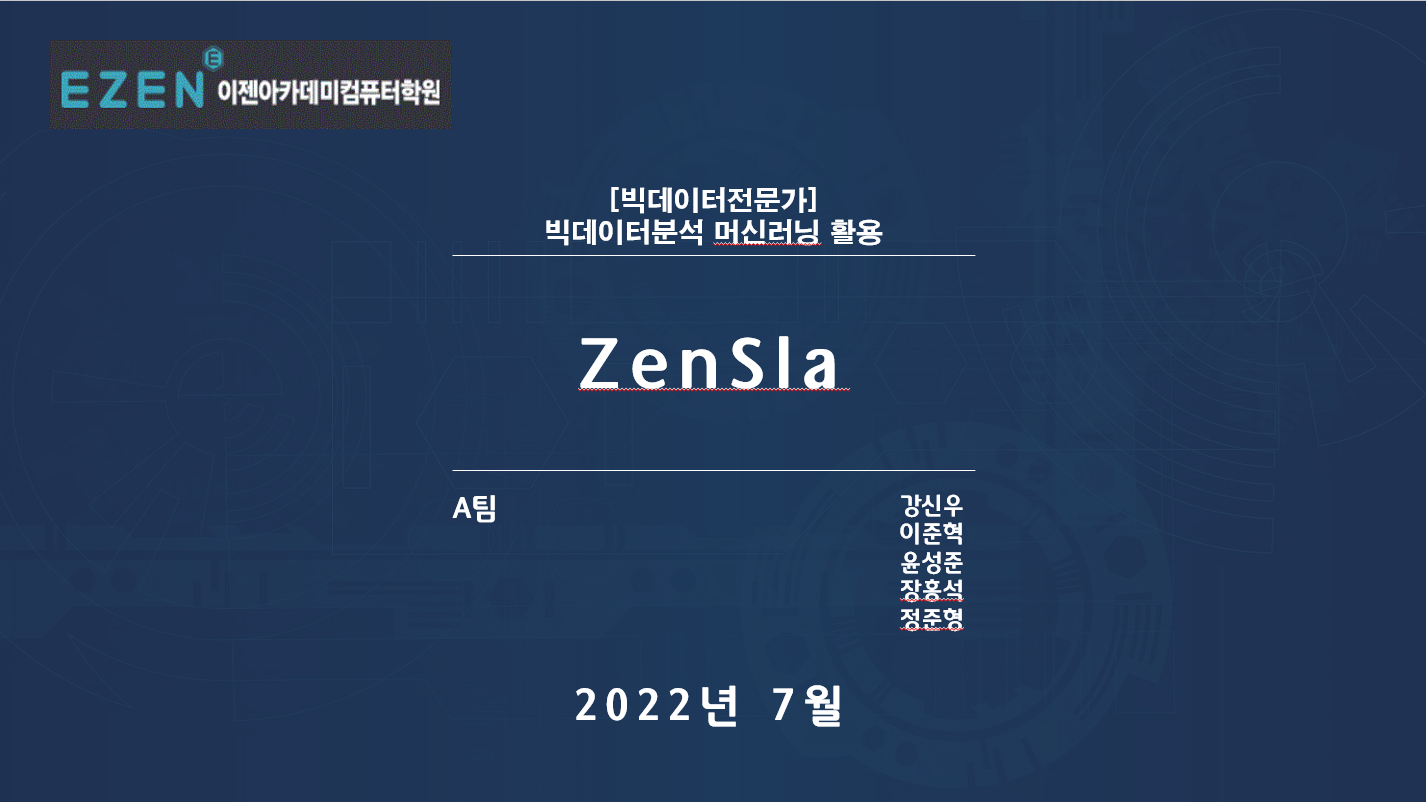 EZEN E 이젠아카데미컴퓨터학원
[빅데이터전문가]
빅데이터분석 머신러닝 활용
ZenSla
A팀
강신우
이준혁
윤성준
장홍석
정준형
2022년 7월